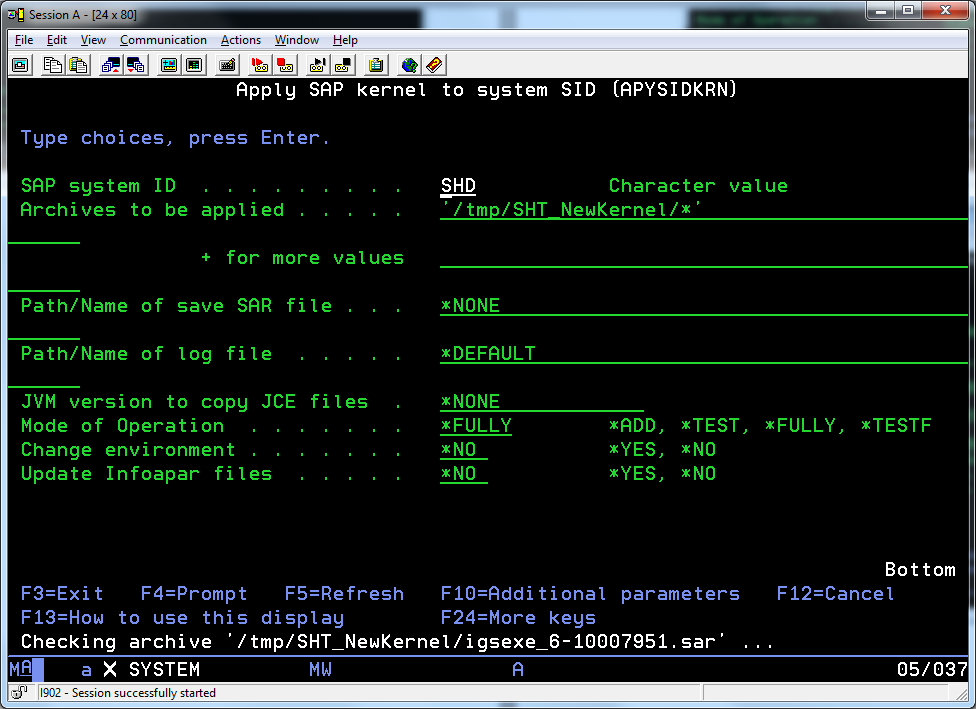 Session A - [24 x 80]
File Edit View Communication Actions Window Help
Apply SAP kernel to system SID (APYSIDKRN)
Type choices, press Enter.
SAP system ID . . . . . . . . . SHD Character value
Archives to be applied . . . . . '/tmp/SHT_NewKernel/*'
+ for more values
Path/Name of save SAR file . . . *NONE
Path/Name of log file . . . . . *DEFAULT
JVM version to copy JCE files . *NONE
Mode of Operation . . . . . . . *FULLY *ADD, *TEST, *FULLY, *TESTF
Change environment . . . . . . . *NO *YES, *NO
Update Infoapar files . . . . . *NO *YES, *NO
Bottom
F3=Exit F4=Prompt F5=Refresh F10=Additional parameters F12=Cancel
F13=How to use this display F24=More keys
Checking archive '/tmp/SHT_NewKernel/igsexe_6-10007951.sar' ...
MA a X SYSTEM MW A 05/037
I902 - Session successfully started